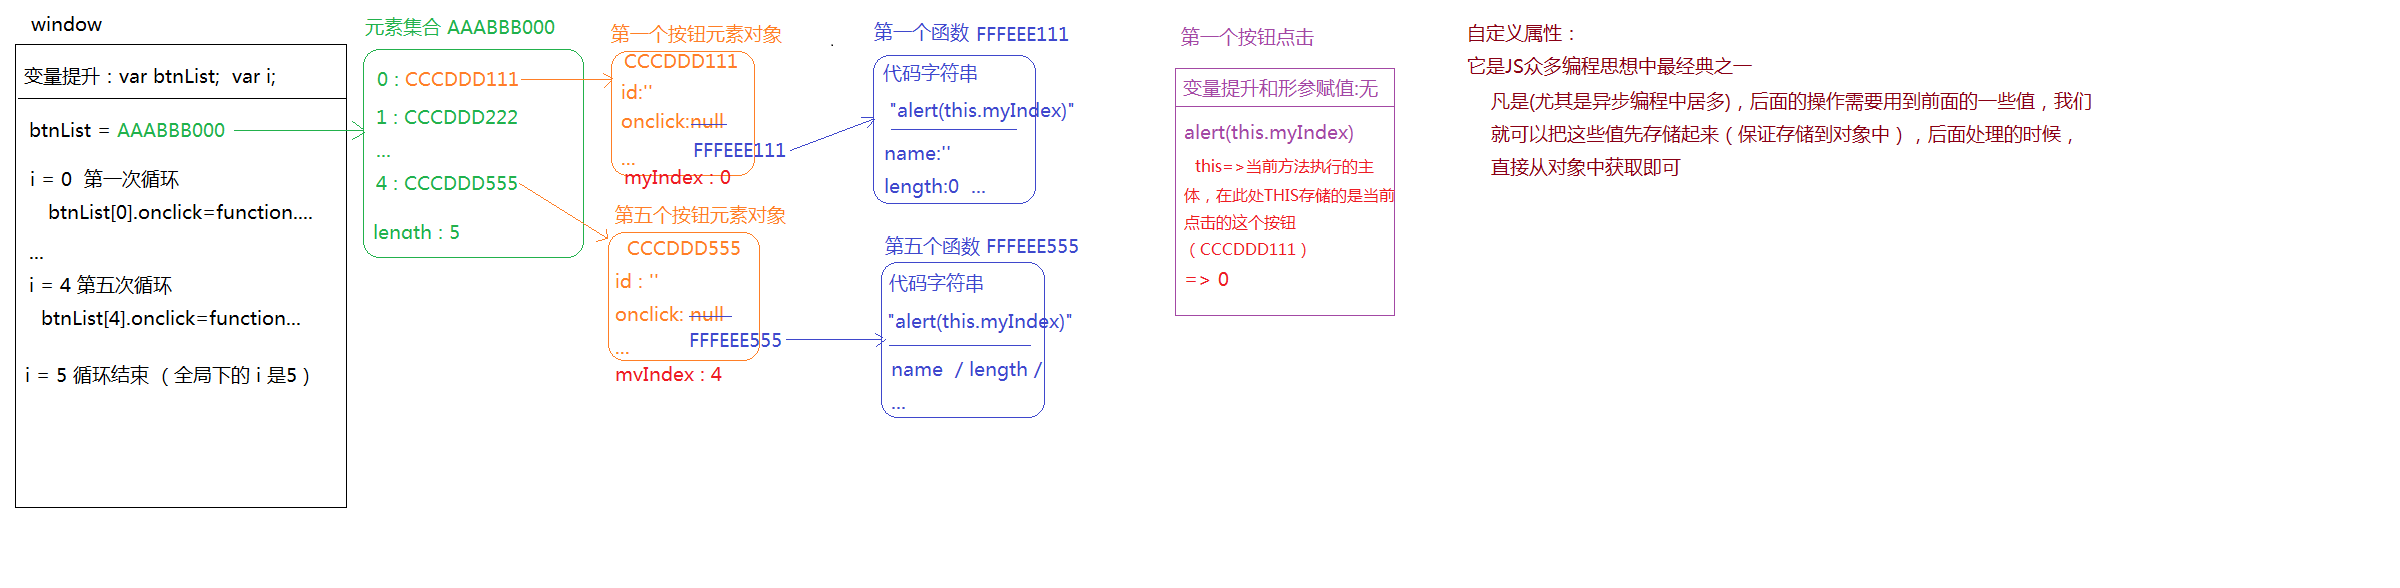 window
变量提升：var btnList;  var i;
btnList = AAABBB000
i = 0  第一次循环
btnList[0].onclick=function....
...
i = 4 第五次循环
btnList[4].onclick=function...
i = 5 循环结束 （ 全局下的 i 是5 ）
元素集合 AAABBB000
0 : CCCDDD111
1 : CCCDDD222
...
4 : CCCDDD555
lenath : 5
第一个按钮元素对象
CCCDDD111
id:''
onclick:null
FFFEEE111
...
myIndex : 0
第五个按钮元素对象
CCCDDD555
id : ''
onclick: null
FFFEEE555
...
mvIndex : 4
第一个函数 FFFEEE111
代码字符串
"alert(this.myIndex)"
name:''
length:0  ...
第五个函数 FFFEEE555
代码字符串
"alert(this.myIndex)"
name  / length /
...
第一个按钮点击
变量提升和形参赋值:无
alert(this.myIndex)
this=>当前方法执行的主
体，在此处THIS存储的是当前
点击的这个按钮
（ CCCDDD111 ）
=> 0
自定义属性：
它是JS众多编程思想中最经典之一
凡是(尤其是异步编程中居多)，后面的操作需要用到前面的一些值，我们
就可以把这些值先存储起来（ 保证存储到对象中 ），后面处理的时候，
直接从对象中获取即可